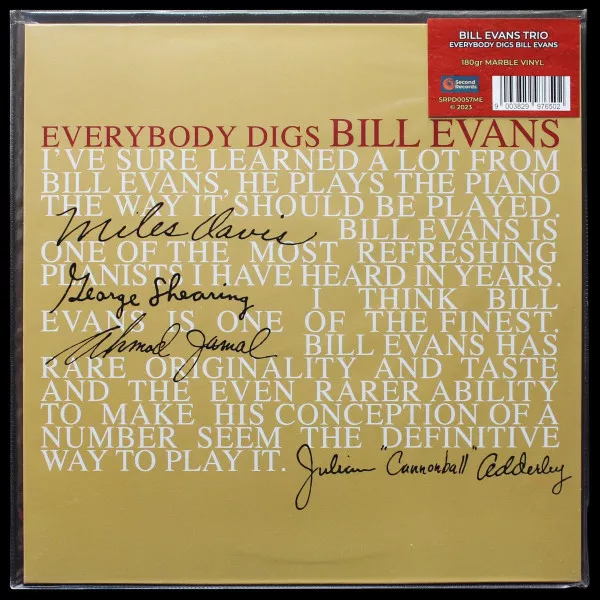 BILL EVANS TRIO
EVERYBODY DIGS BILL EVANS
180gr MARBLE VINYL
Second Records
SRPD0057ME
© 2023
9 003829 976502
EVERYBODY DIGS BILL EVANS
I'VE SURE LEARNED A LOT FROM
BILL EVANS, HE PLAYS THE PIANO
THE WAY IT SHOULD BE PLAYED.
Miles Davis BILL EVANS IS
ONE OF THE MOST REFRESHING
PIANISTS I HAVE HEARD IN YEARS.
George Shearing I THINK BILL
EVANS IS ONE OF THE FINEST.
Ahmad Jamal BILL EVANS HAS
RARE ORIGINALITY AND TASTE
AND THE EVEN RARER ABILITY
TO MAKE HIS CONCEPTION OF A
NUMBER SEEM THE DEFINITIVE
WAY TO PLAY IT. Julian "Cannonball" Adderley